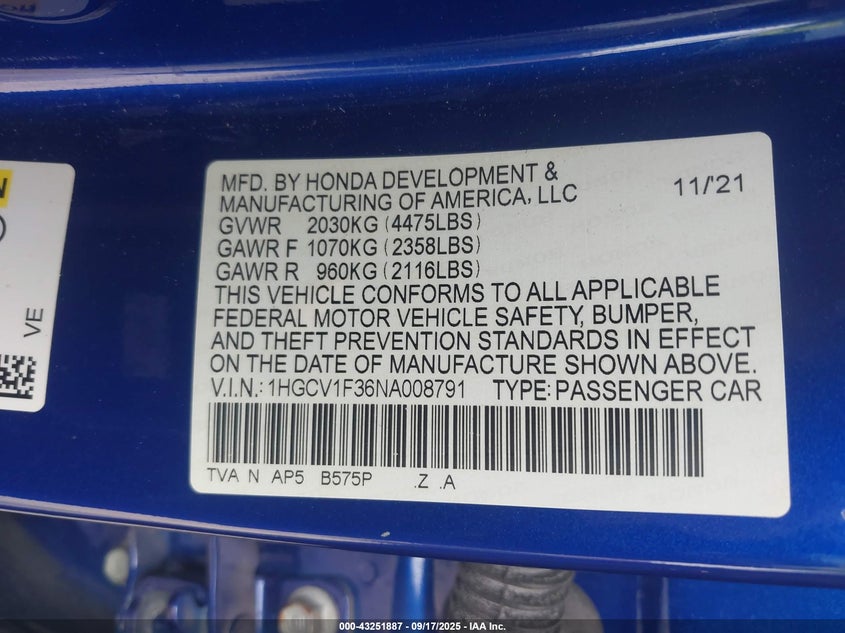 N
VE
MFD. BY HONDA DEVELOPMENT &
MANUFACTURING OF AMERICA, LLC 11/'21
GVWR 2030KG (4475LBS)
GAWR F 1070KG (2358LBS)
GAWR R 960KG (2116LBS)
THIS VEHICLE CONFORMS TO ALL APPLICABLE
FEDERAL MOTOR VEHICLE SAFETY, BUMPER,
AND THEFT PREVENTION STANDARDS IN EFFECT
ON THE DATE OF MANUFACTURE SHOWN ABOVE.
V.I.N.: 1HGCV1F36NA008791 TYPE: PASSENGER CAR
TVA N AP5 B575P .Z .A
000-43251887 - 09/17/2025 - IAA Inc.